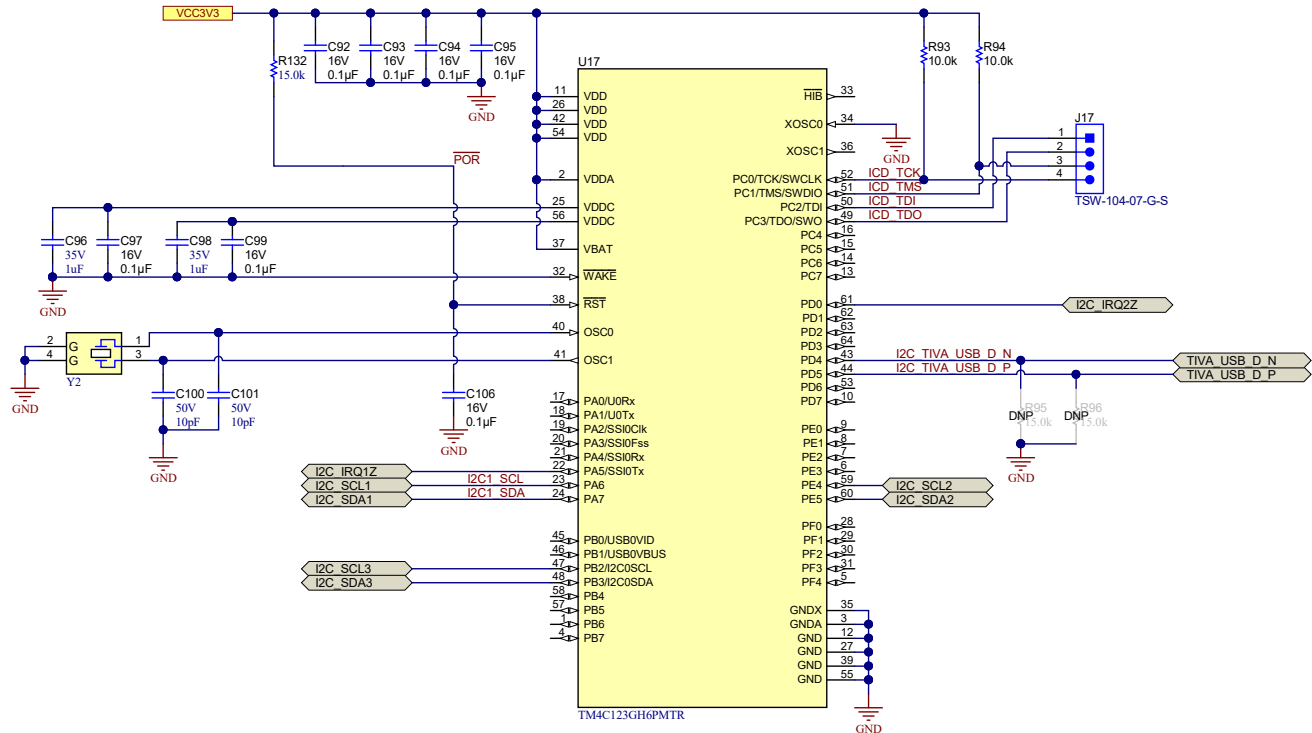 VCC3V3
R132
15.0k
C92
16V
0.1µF
C93
16V
0.1µF
C94
16V
0.1µF
C95
16V
0.1µF
GND
R93
10.0k
R94
10.0k
U17
11 VDD
26 VDD
42 VDD
54 VDD
2 VDDA
25 VDDC
56 VDDC
37 VBAT
32 WAKE
38 RST
40 OSC0
41 OSC1
17 PA0/U0Rx
18 PA1/U0Tx
19 PA2/SSI0Clk
20 PA3/SSI0Fss
21 PA4/SSI0Rx
22 PA5/SSI0Tx
23 PA6
24 PA7
45 PB0/USB0VID
46 PB1/USB0VBUS
47 PB2/I2C0SCL
48 PB3/I2C0SDA
58 PB4
57 PB5
1 PB6
4 PB7
HIB 33
XOSC0 34
XOSC1 36
PC0/TCK/SWCLK 52
PC1/TMS/SWDIO 51
PC2/TDI 50
PC3/TDO/SWO 49
PC4 16
PC5 15
PC6 14
PC7 13
PD0 61
PD1 62
PD2 63
PD3 64
PD4 43
PD5 44
PD6 53
PD7 10
PE0 9
PE1 8
PE2 7
PE3 6
PE4 59
PE5 60
PF0 28
PF1 29
PF2 30
PF3 31
PF4 5
GNDX 35
GNDA 3
GND 12
GND 27
GND 39
GND 55
TM4C123GH6PMTR
GND
GND
ICD_TCK
ICD_TMS
ICD_TDI
ICD_TDO
J17
1
2
3
4
TSW-104-07-G-S
POR
C96
35V
1uF
C97
16V
0.1µF
C98
35V
1uF
C99
16V
0.1µF
GND
2 G
4 G
1
3
Y2
GND
C100
50V
10pF
C101
50V
10pF
GND
C106
16V
0.1µF
GND
I2C_IRQ1Z
I2C_SCL1
I2C_SDA1
I2C1_SCL
I2C1_SDA
I2C_SCL3
I2C_SDA3
I2C_IRQ2Z
I2C_TIVA_USB_D_N
I2C_TIVA_USB_D_P
TIVA_USB_D_N
TIVA_USB_D_P
R95
DNP
15.0k
R96
DNP
15.0k
GND
I2C_SCL2
I2C_SDA2